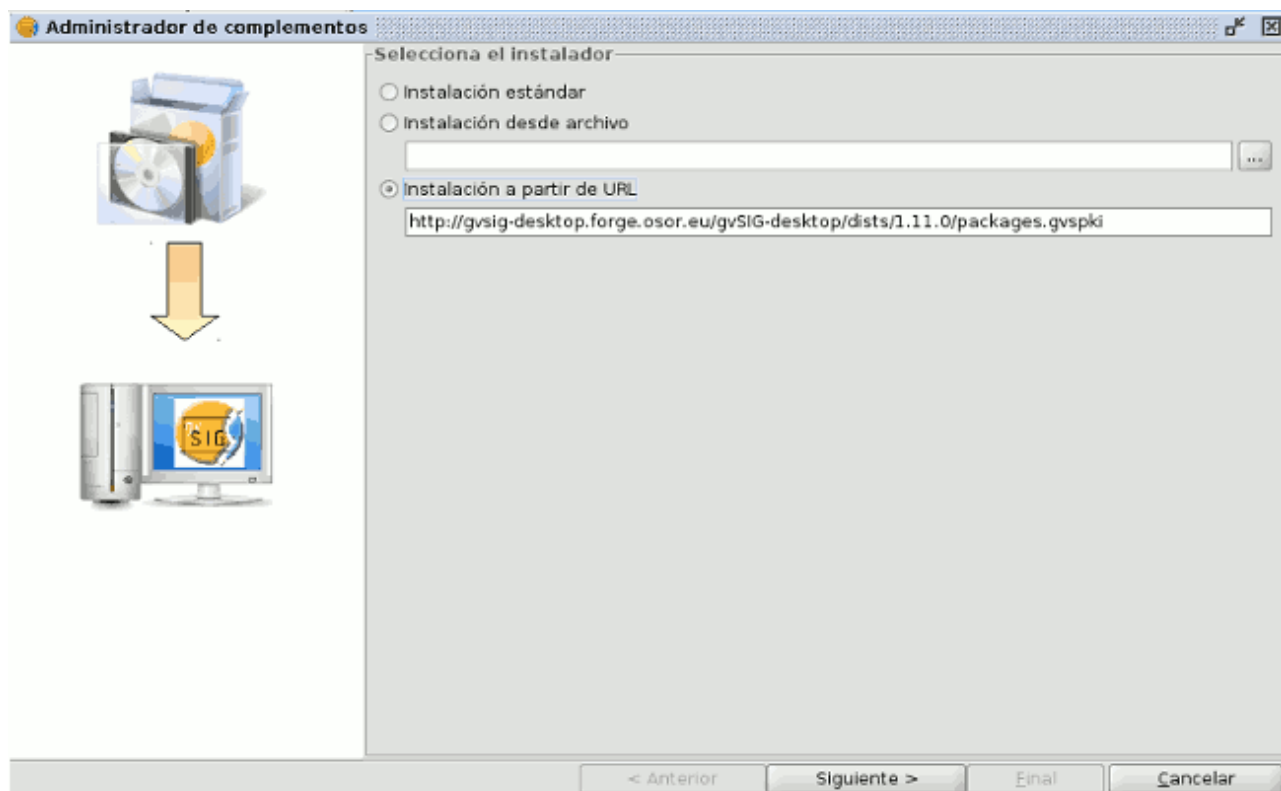 Administrador de complementos
Selecciona el instalador
Instalación estándar
Instalación desde archivo
...
Instalación a partir de URL
http://gvsig-desktop.forge.osor.eu/gvSIG-desktop/dists/1.11.0/packages.gvspki
SIG
< Anterior
Siguiente >
Final
Cancelar